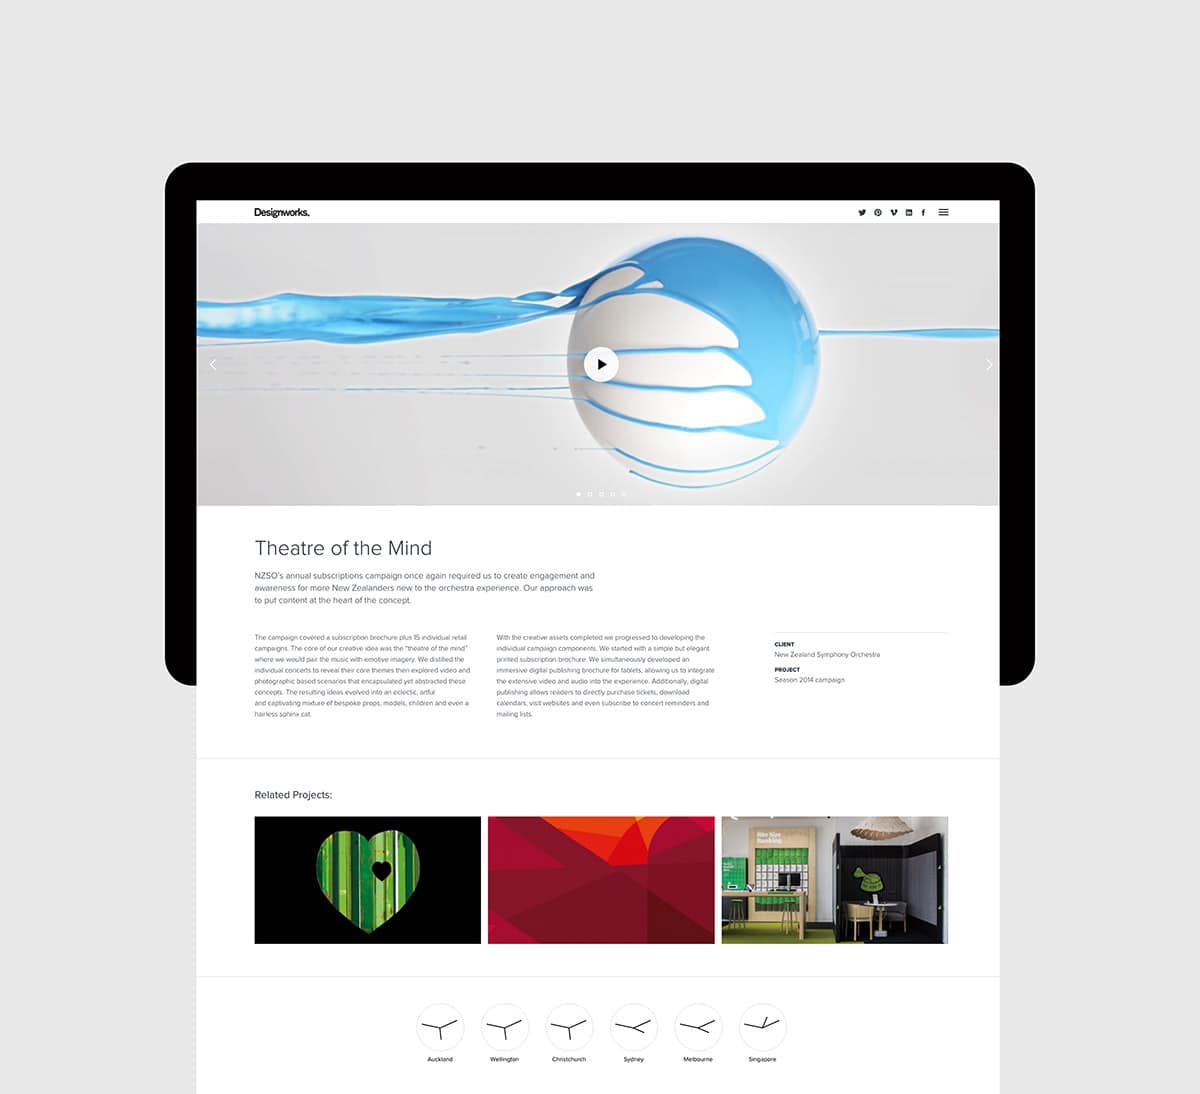 Designworks.
Theatre of the Mind
NZSO's annual subscriptions campaign once again required us to create engagement and
awareness for more New Zealanders new to the orchestra experience. Our approach was
to put content at the heart of the concept.
The campaign covered a subscription brochure plus 15 individual retail
campaigns. The core of our creative idea was the "theatre of the mind"
where we would pair the music with emotive imagery. We distilled the
individual concerts to reveal their core themes then explored video and
photographic based scenarios that encapsulated yet abstracted these
concepts. The resulting ideas evolved into an eclectic, artful
and captivating mixture of bespoke props, models, children and even a
hairless sphinx cat.
With the creative assets completed we progressed to developing the
individual campaign components. We started with a simple but elegant
printed subscription brochure. We simultaneously developed an
immersive digital publishing brochure for tablets, allowing us to integrate
the extensive video and audio into the experience. Additionally, digital
publishing allows readers to directly purchase tickets, download
calendars, visit websites and even subscribe to concert reminders and
mailing lists.
CLIENT
New Zealand Symphony Orchestra
PROJECT
Season 2014 campaign
Related Projects:
Bite Size
Banking
Auckland
Wellington
Christchurch
Sydney
Melbourne
Singapore